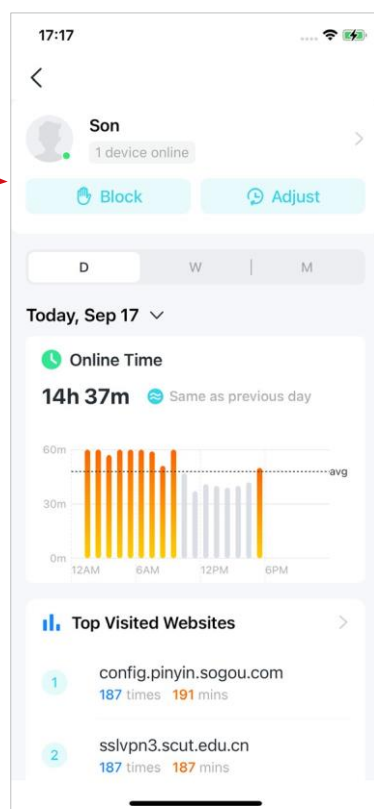 17:17
Son
1 device online
Block
Adjust
D W M
Today, Sep 17
Online Time
14h 37m Same as previous day
60m
avg
30m
0m
12AM 6AM 12PM 6PM
Top Visited Websites
1 config.pinyin.sogou.com
187 times 191 mins
2 sslvpn3.scut.edu.cn
187 times 187 mins